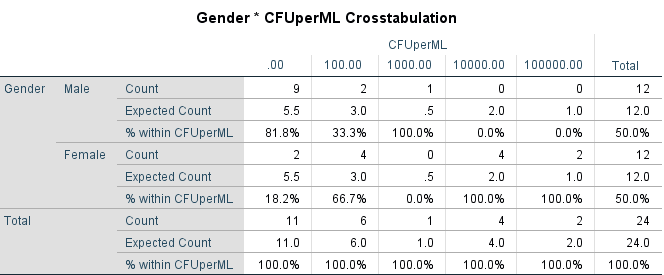 Gender * CFUperML Crosstabulation
CFUperML
.00 100.00 1000.00 10000.00 100000.00 Total
Gender Male Count 9 2 1 0 0 12
Expected Count 5.5 3.0 .5 2.0 1.0 12.0
% within CFUperML 81.8% 33.3% 100.0% 0.0% 0.0% 50.0%
Female Count 2 4 0 4 2 12
Expected Count 5.5 3.0 .5 2.0 1.0 12.0
% within CFUperML 18.2% 66.7% 0.0% 100.0% 100.0% 50.0%
Total Count 11 6 1 4 2 24
Expected Count 11.0 6.0 1.0 4.0 2.0 24.0
% within CFUperML 100.0% 100.0% 100.0% 100.0% 100.0% 100.0%